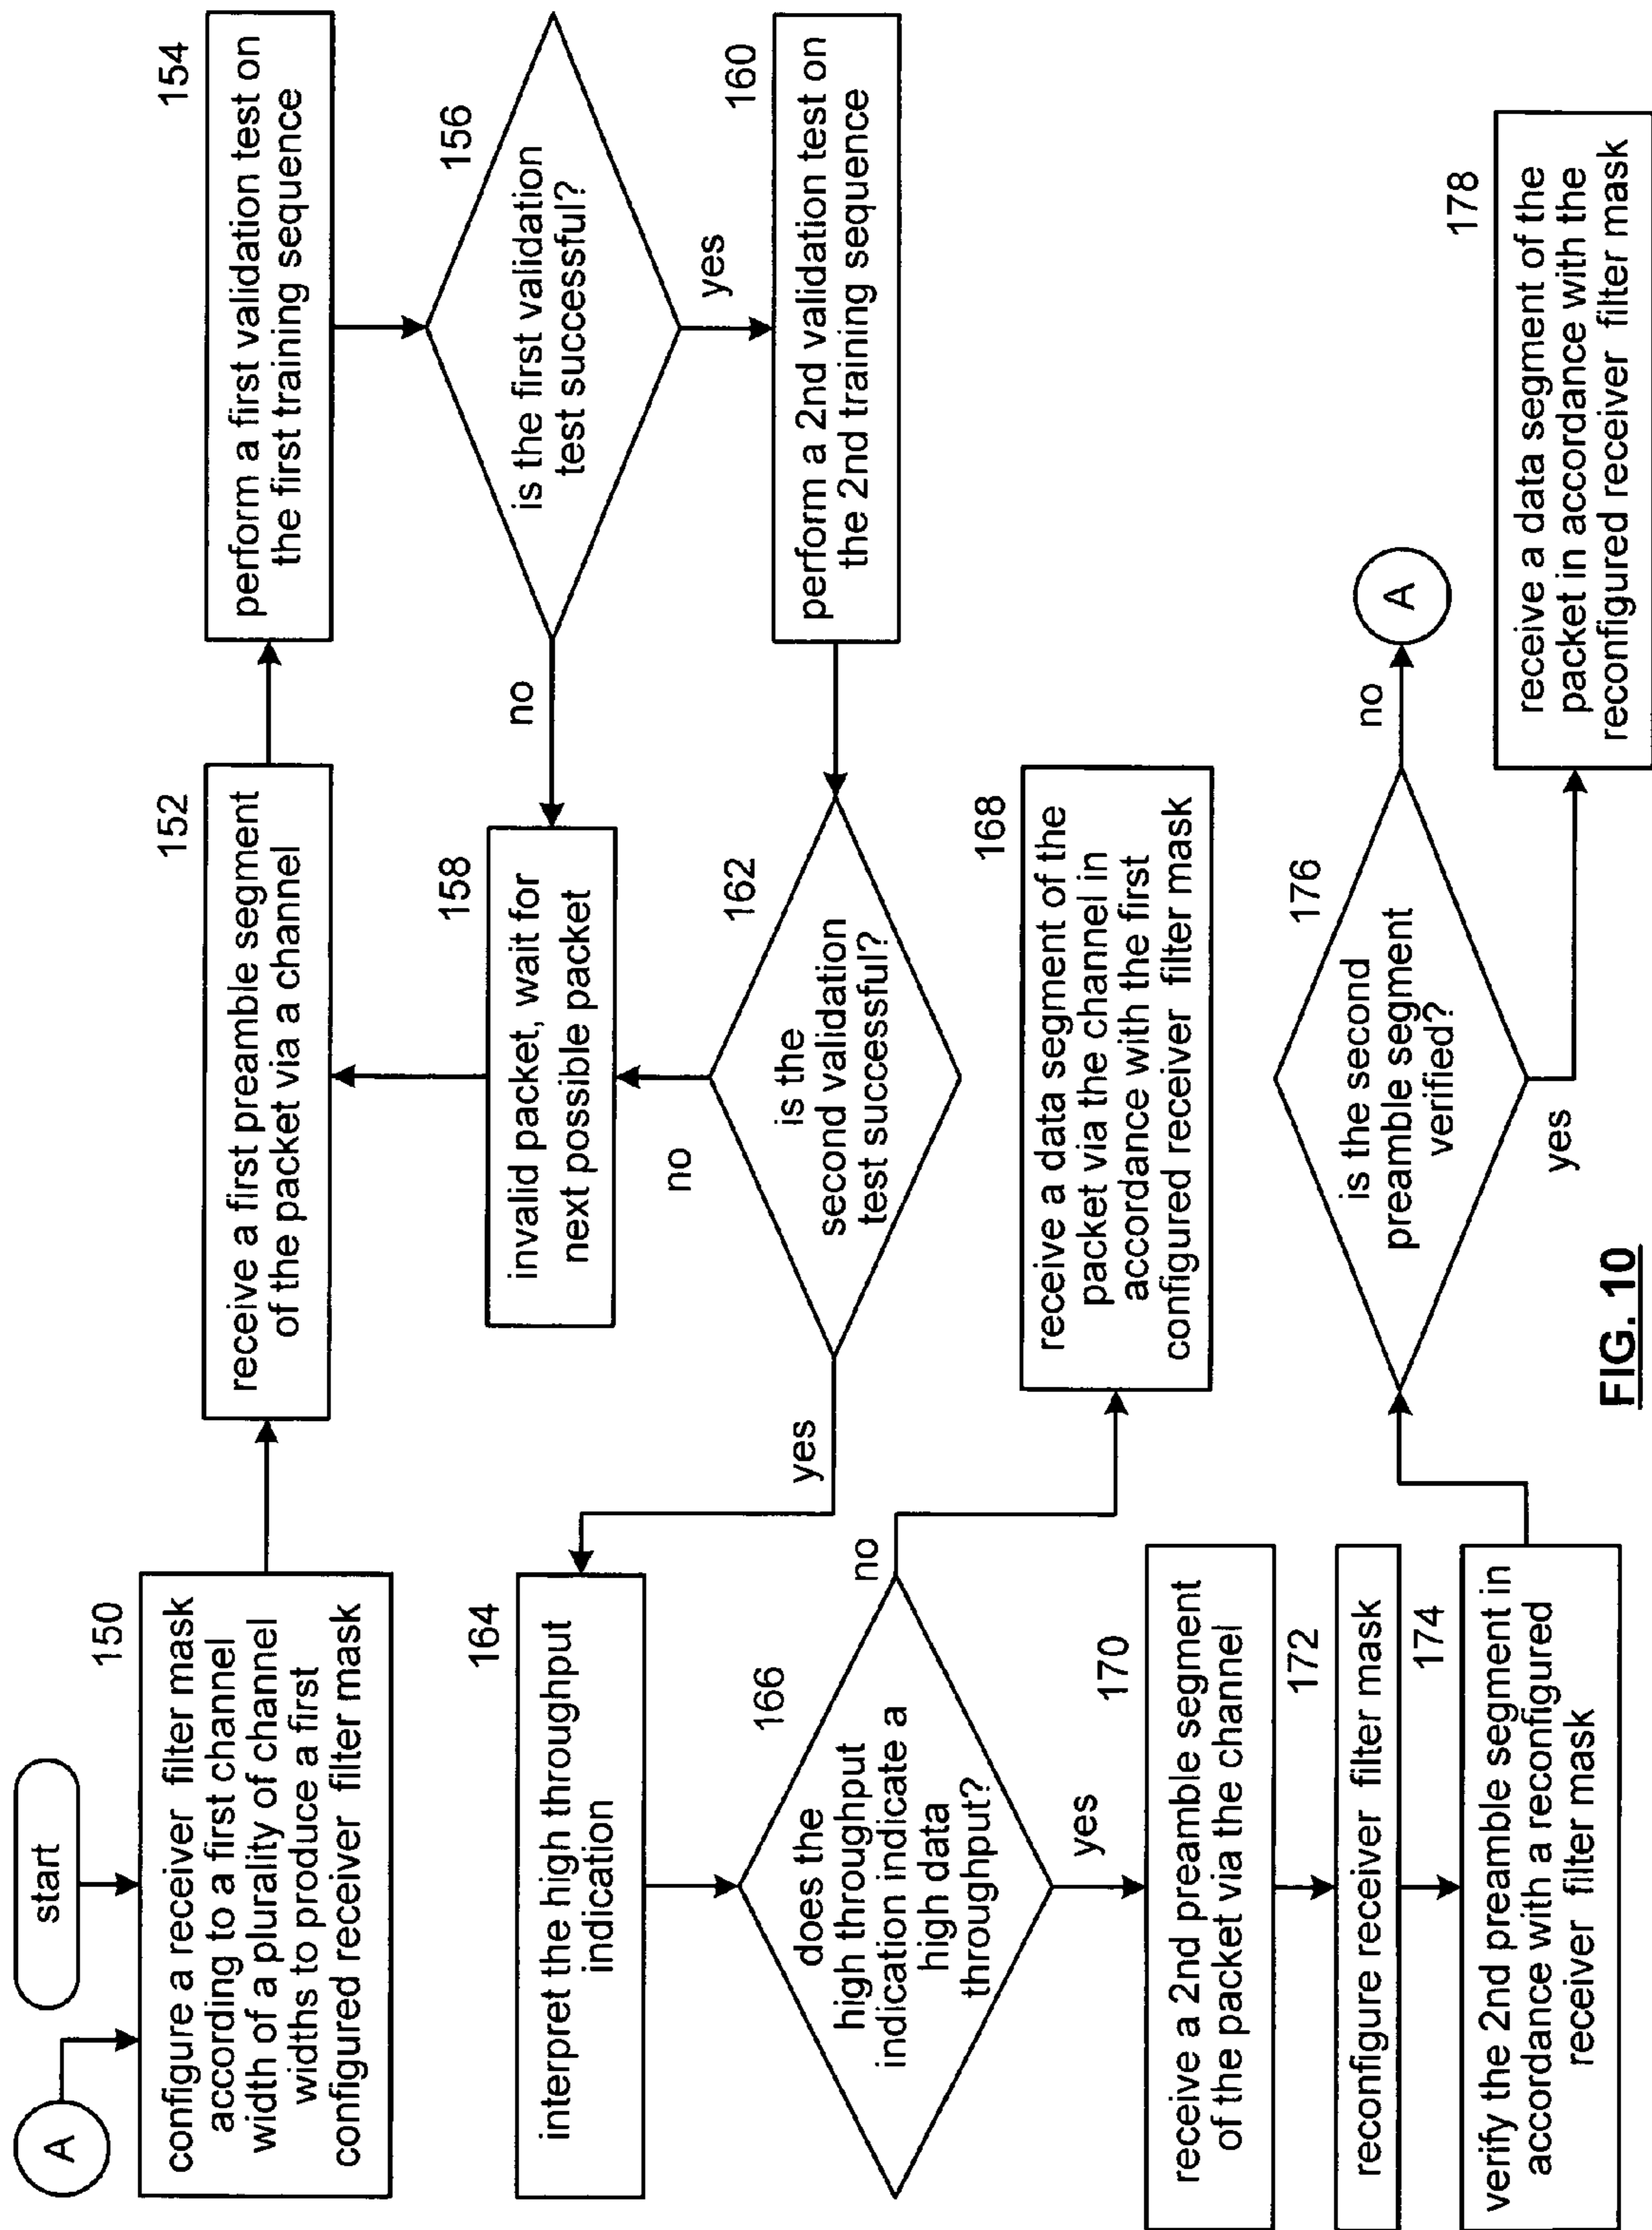 start
A
150
configure a receiver filter mask
according to a first channel
width of a plurality of channel
widths to produce a first
configured receiver filter mask
152
receive a first preamble segment
of the packet via a channel
154
perform a first validation test on
the first training sequence
156
is the first validation
test successful?
no
yes
158
invalid packet, wait for
next possible packet
160
perform a 2nd validation test on
the 2nd training sequence
162
is the
second validation
test successful?
no
yes
164
interpret the high throughput
indication
166
does the
high throughput
indication indicate a
high data
throughput?
no
yes
168
receive a data segment of the
packet via the channel in
accordance with the first
configured receiver filter mask
170
receive a 2nd preamble segment
of the packet via the channel
172
reconfigure receiver filter mask
174
verify the 2nd preamble segment in
accordance with a reconfigured
receiver filter mask
176
is the second
preamble segment
verified?
no
A
yes
178
receive a data segment of the
packet in accordance with the
reconfigured receiver filter mask
FIG. 10